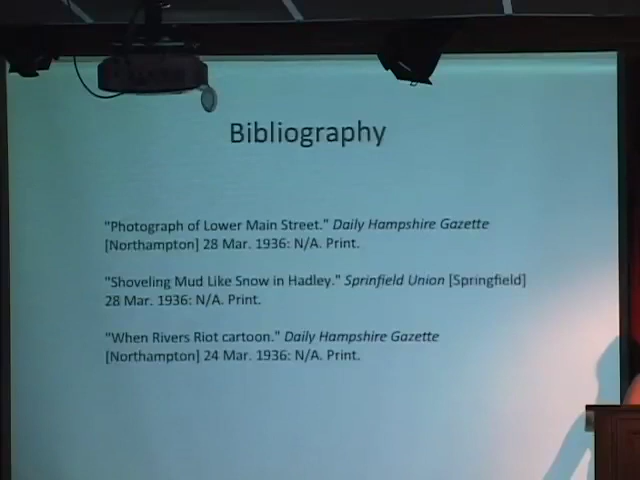 Bibliography
"Photograph of Lower Main Street." Daily Hampshire Gazette
[Northampton] 28 Mar. 1936: N/A. Print.
"Shoveling Mud Like Snow in Hadley." Sprinfield Union [Springfield]
28 Mar. 1936: N/A. Print.
"When Rivers Riot cartoon." Daily Hampshire Gazette
[Northampton] 24 Mar. 1936: N/A. Print.